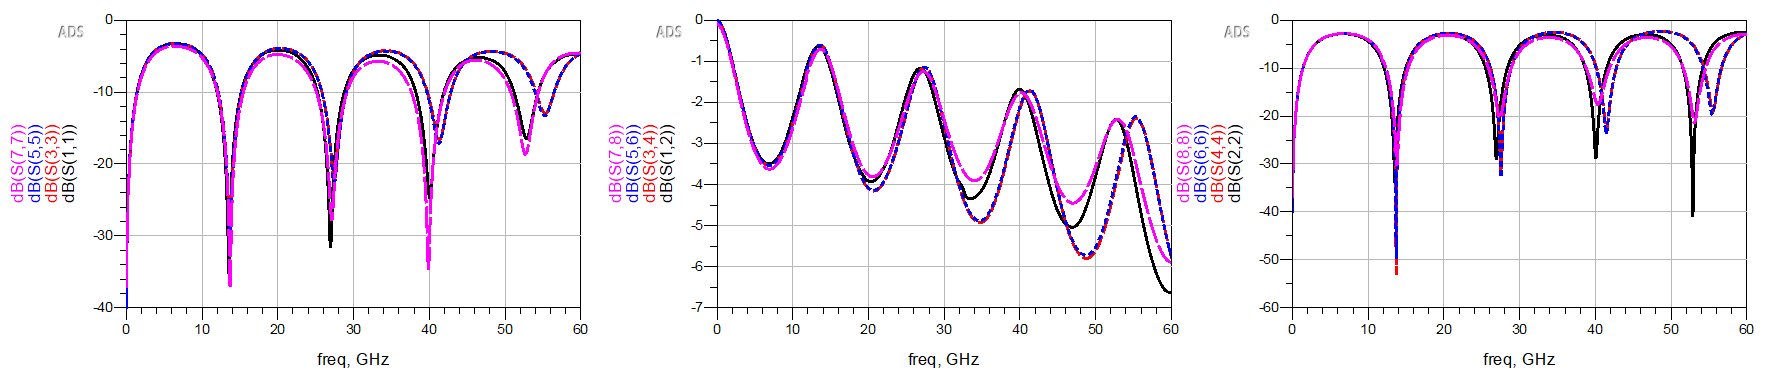 ADS
0
-10
-20
-30
-40
0
10
20
30
40
50
60
freq, GHz
dB(S(7,7))
dB(S(5,5))
dB(S(3,3))
dB(S(1,1))
ADS
0
-1
-2
-3
-4
-5
-6
-7
0
10
20
30
40
50
60
freq, GHz
dB(S(7,8))
dB(S(5,6))
dB(S(3,4))
dB(S(1,2))
ADS
0
-10
-20
-30
-40
-50
-60
0
10
20
30
40
50
60
freq, GHz
dB(S(8,8))
dB(S(6,6))
dB(S(4,4))
dB(S(2,2))